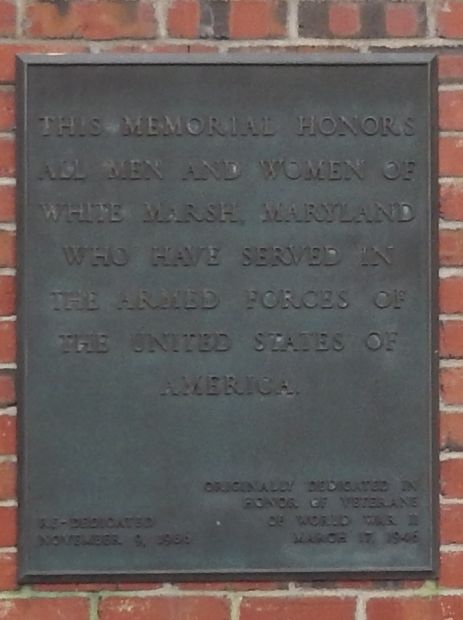 THIS MEMORIAL HONORS
ALL MEN AND WOMEN OF
WHITE MARSH, MARYLAND
WHO HAVE SERVED IN
THE ARMED FORCES OF
THE UNITED STATES OF
AMERICA.
ORIGINALLY DEDICATED IN
HONOR OF VETERANS
OF WORLD WAR II
MARCH 17, 1946
RE-DEDICATED
NOVEMBER 9,